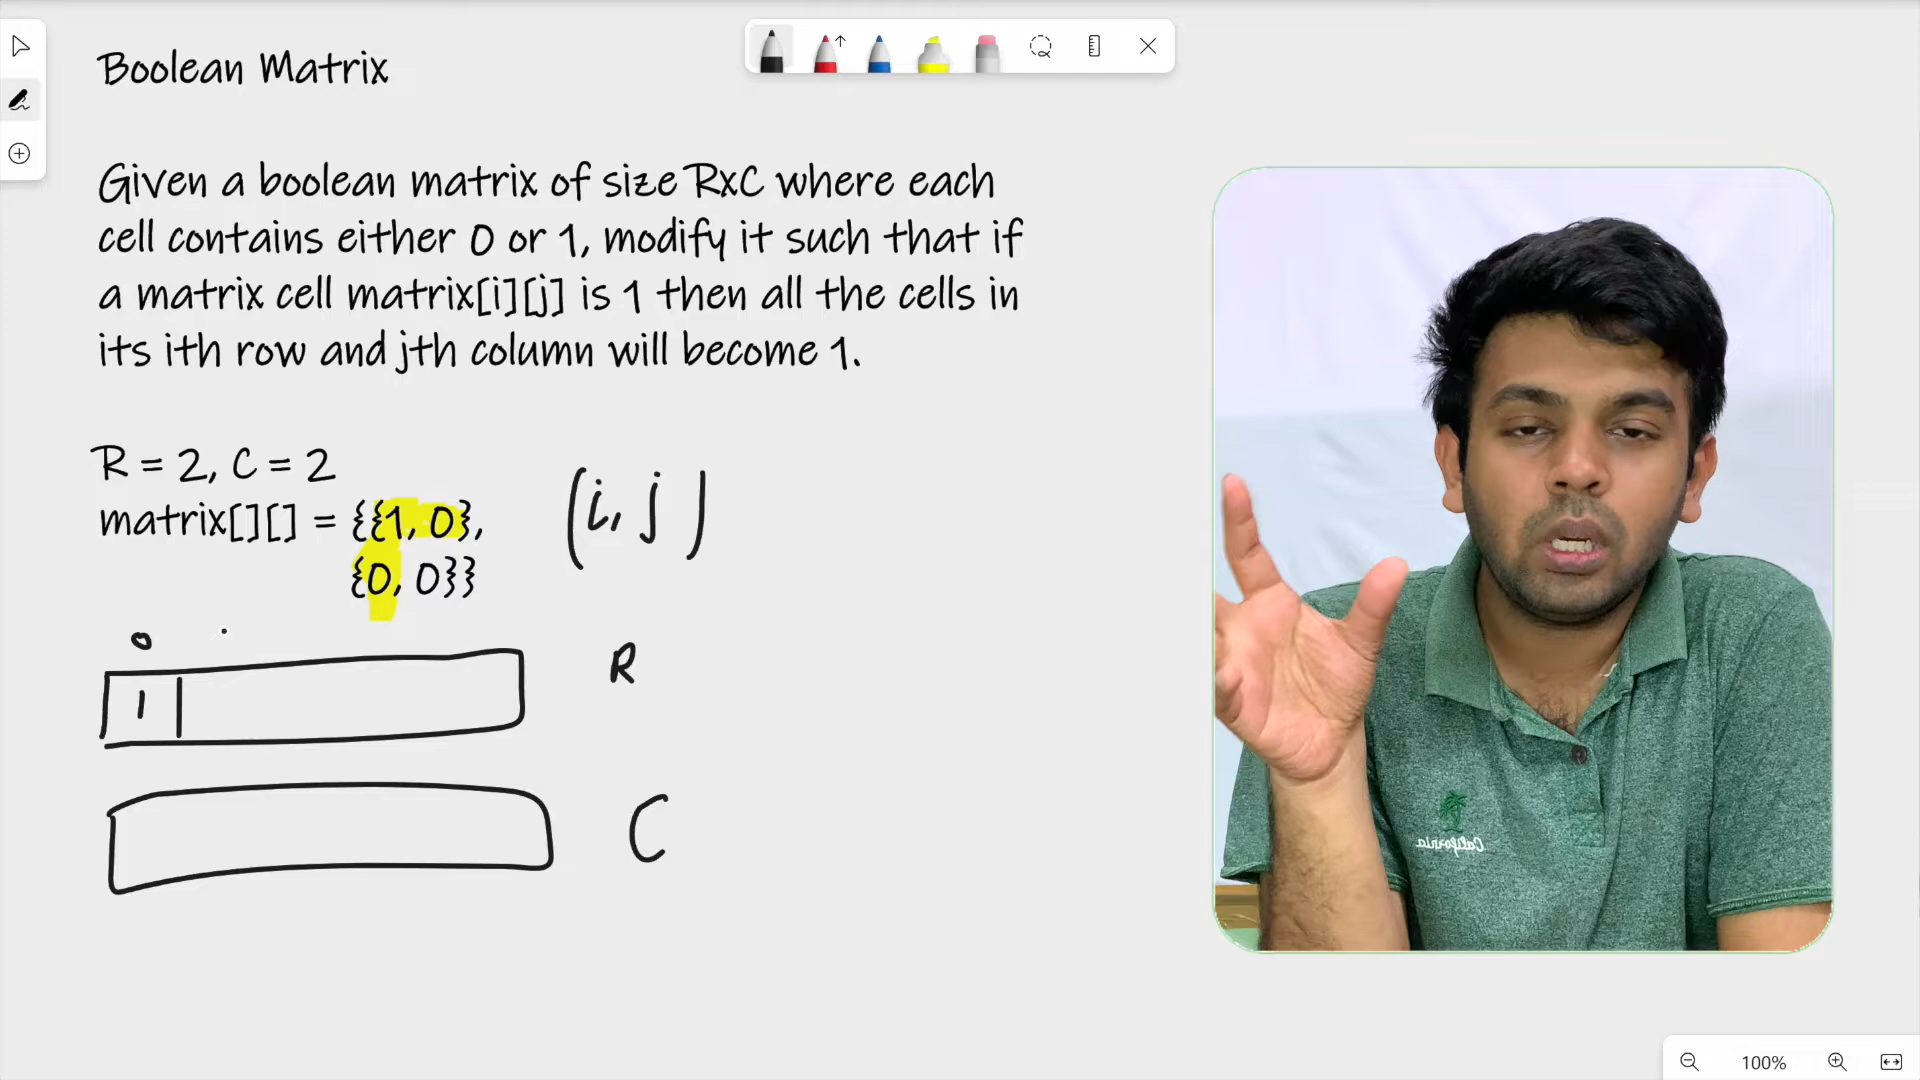 Boolean Matrix
Given a boolean matrix of size RxC where each
cell contains either 0 or 1, modify it such that if
a matrix cell matrix[i][j] is 1 then all the cells in
its ith row and jth column will become 1.
R = 2, C = 2
matrix[][] = {{1, 0},
{0, 0}}
(i, j)
0
1
R
C
California
100%